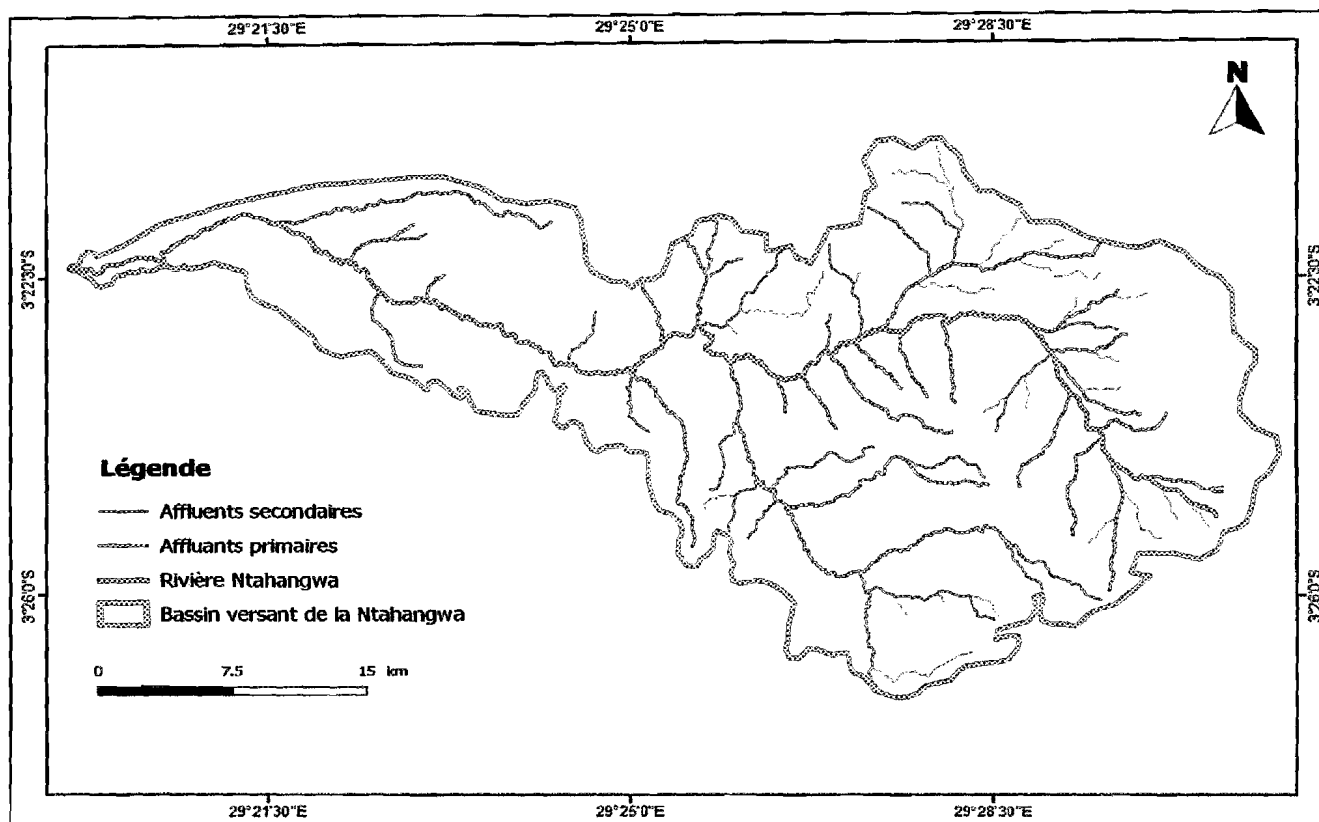 29°21'30"E 29°25'0"E 29°28'30"E
N
3°22'30"S 3°22'30"S
Légende
Affluents secondaires
Affluants primaires
Rivière Ntahangwa
Bassin versant de la Ntahangwa
3°26'0"S 3°26'0"S
0 7.5 15 km
29°21'30"E 29°25'0"E 29°28'30"E